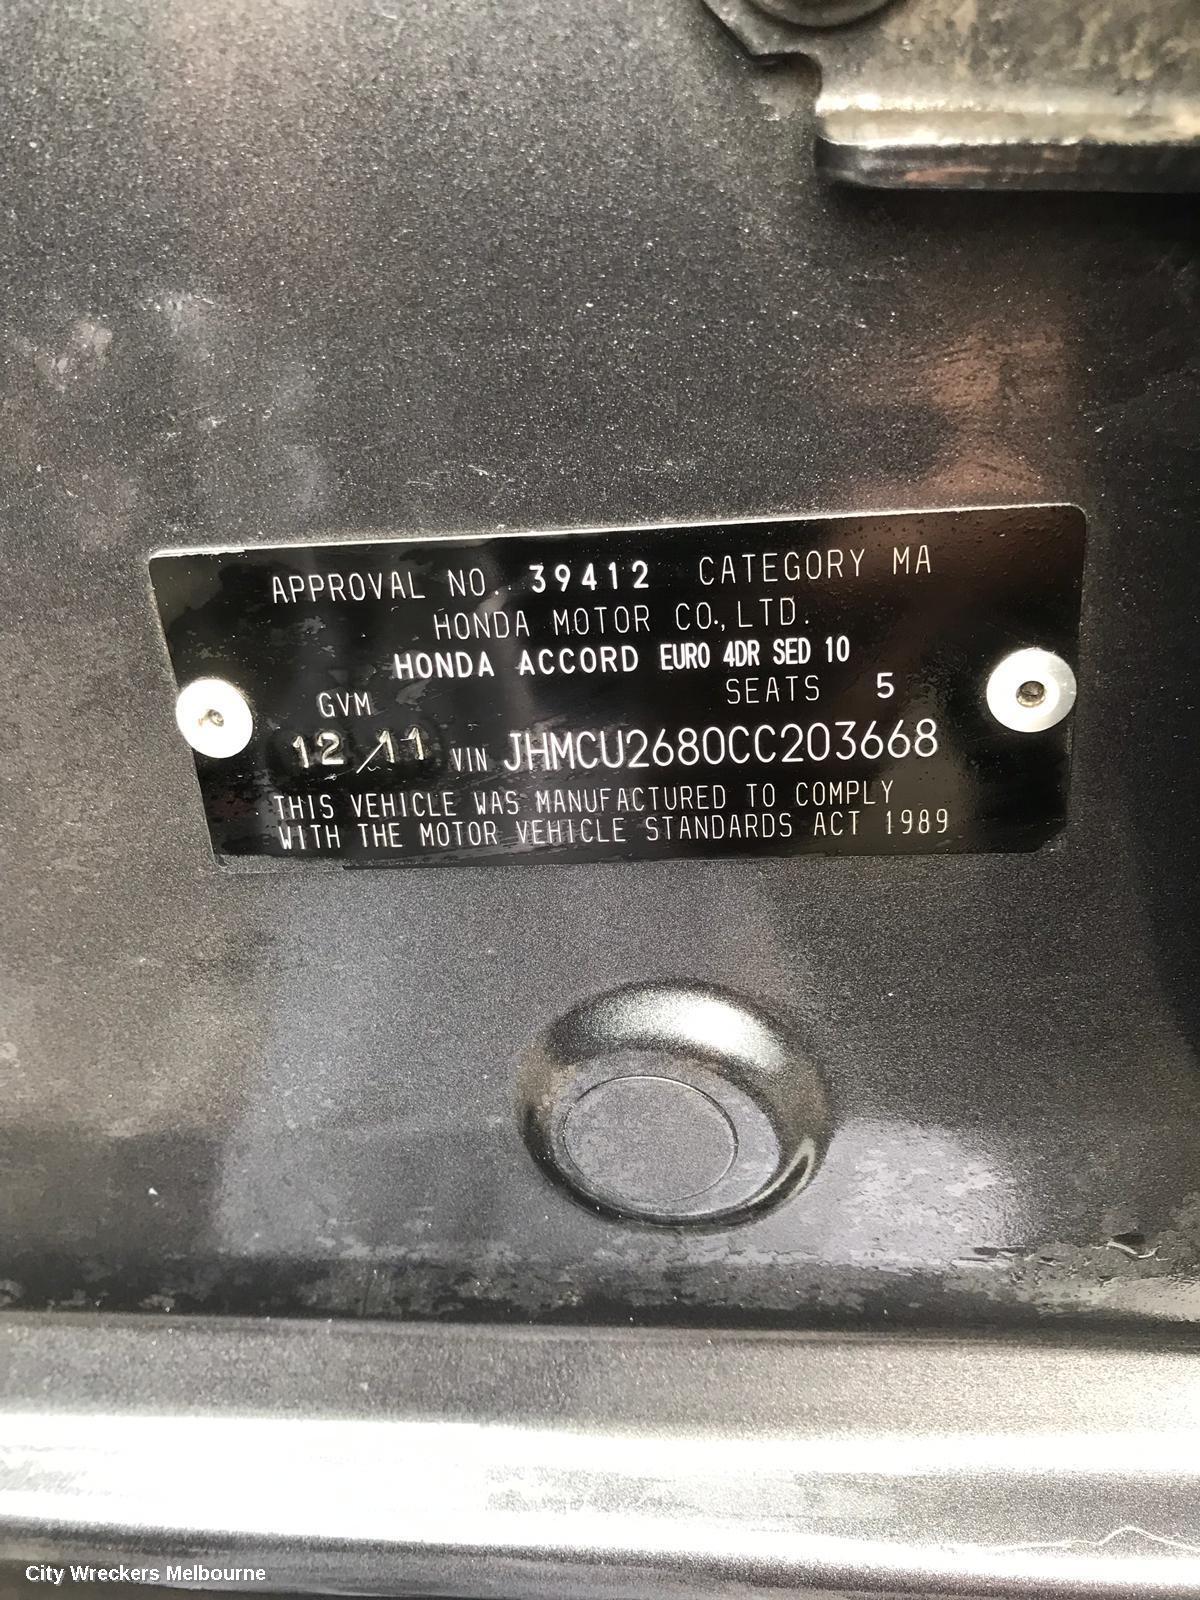 APPROVAL NO. 39412 CATEGORY MA
HONDA MOTOR CO., LTD.
HONDA ACCORD EURO 4DR SED 10
GVM SEATS 5
12/11 VIN JHMCU2680CC203668
THIS VEHICLE WAS MANUFACTURED TO COMPLY
WITH THE MOTOR VEHICLE STANDARDS ACT 1989
City Wreckers Melbourne